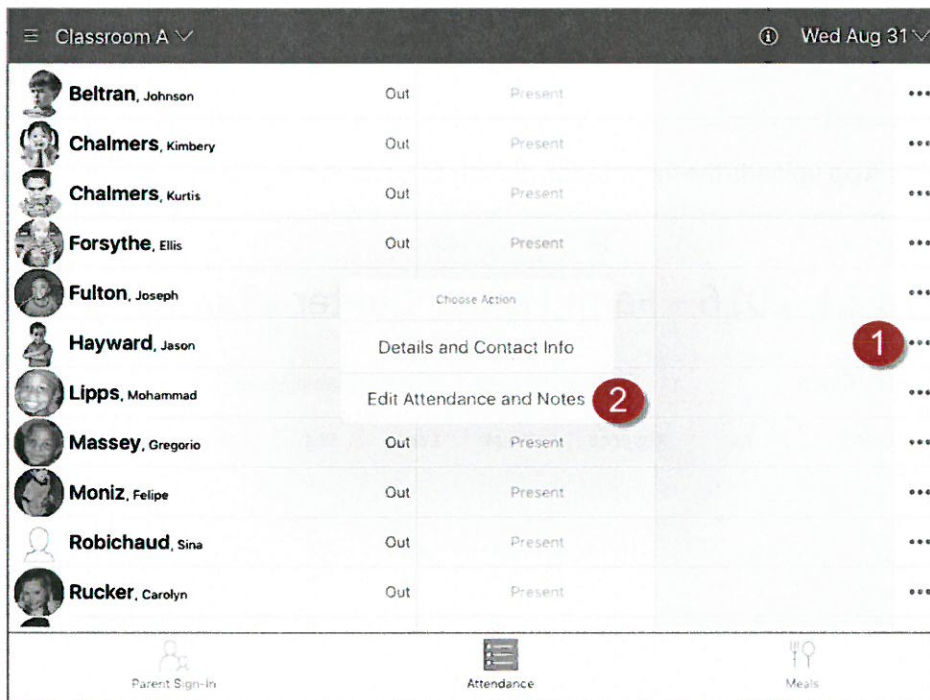 Classroom A Wed Aug 31
Beltran, Johnson Out Present
Chalmers, Kimbery Out Present
Chalmers, Kurtis Out Present
Forsythe, Ellis Out Present
Fulton, Joseph
Choose Action
Hayward, Jason Details and Contact Info 1
Lipps, Mohammad Edit Attendance and Notes 2
Massey, Gregorio Out Present
Moniz, Felipe Out Present
Robichaud, Sina Out Present
Rucker, Carolyn Out Present
Parent Sign-In Attendance Meals